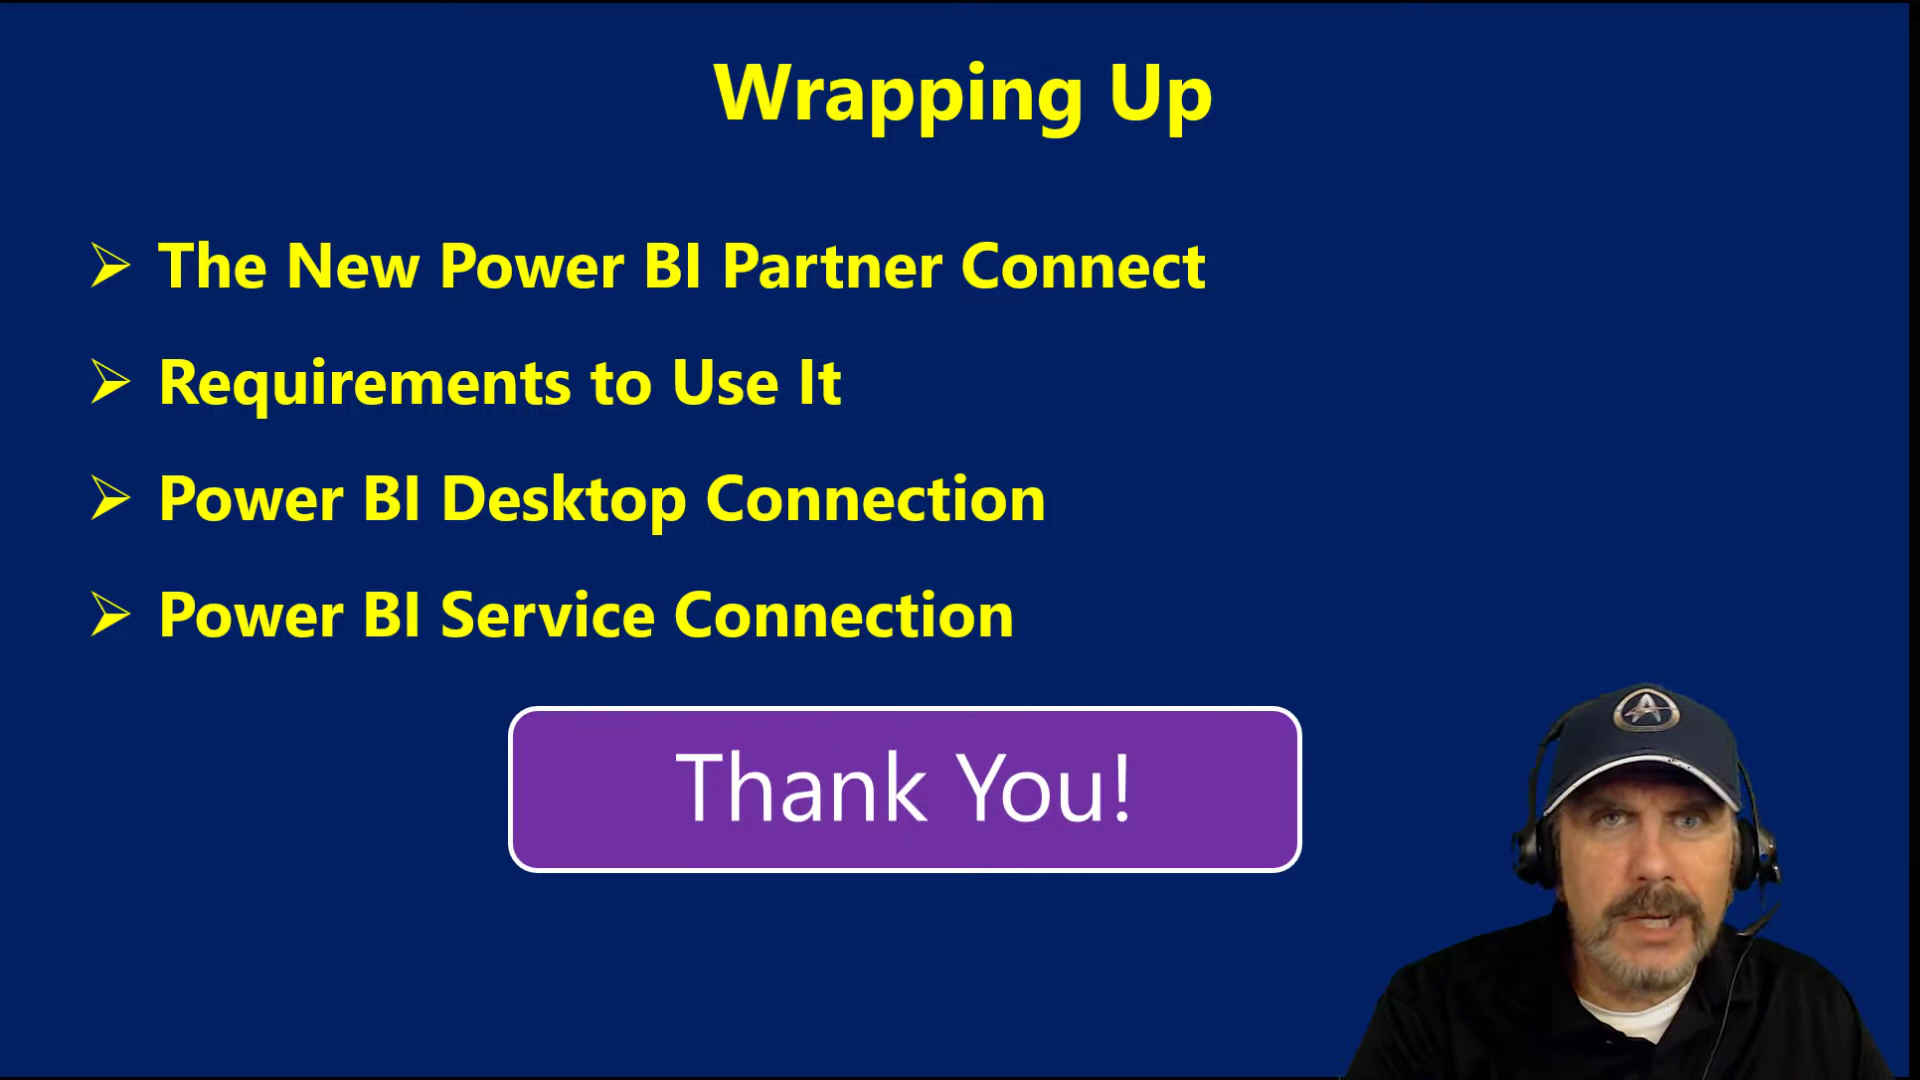 Wrapping Up
The New Power BI Partner Connect
Requirements to Use It
Power BI Desktop Connection
Power BI Service Connection
Thank You!